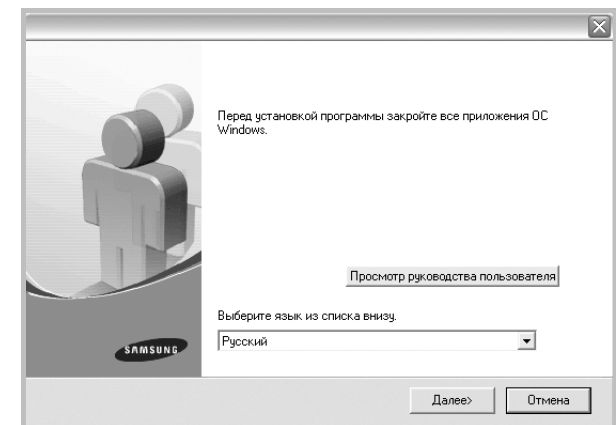 Перед установкой программы закройте все приложения ОС
Windows.
Просмотр руководства пользователя
Выберите язык из списка внизу.
Русский
SAMSUNG
Далее>
Отмена